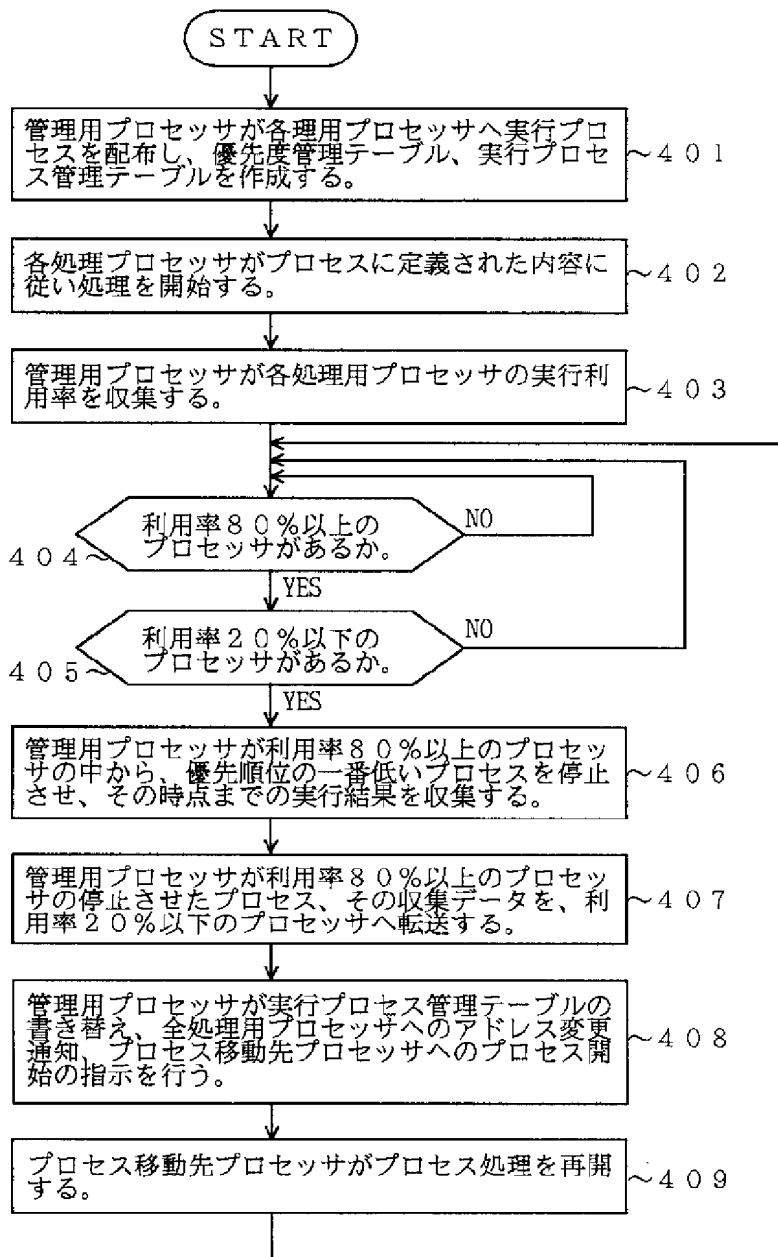 START
管理用プロセッサが各理用プロセッサへ実行プロ
セスを配布し、優先度管理テーブル、実行プロセ
ス管理テーブルを作成する。
~401
各処理プロセッサがプロセスに定義された内容に
従い処理を開始する。
~402
管理用プロセッサが各処理用プロセッサの実行利
用率を収集する。
~403
利用率80%以上の
プロセッサがあるか。
NO
404~
YES
利用率20%以下の
プロセッサがあるか。
NO
405~
YES
管理用プロセッサが利用率80%以上のプロセッ
サの中から、優先順位の一番低いプロセスを停止
させ、その時点までの実行結果を収集する。
~406
管理用プロセッサが利用率80%以上のプロセッ
サの停止させたプロセス、その収集データを、利
用率20%以下のプロセッサへ転送する。
~407
管理用プロセッサが実行プロセス管理テーブルの
書き替え、全処理用プロセッサへのアドレス変更
通知、プロセス移動先プロセッサへのプロセス開
始の指示を行う。
~408
プロセス移動先プロセッサがプロセス処理を再開
する。
~409